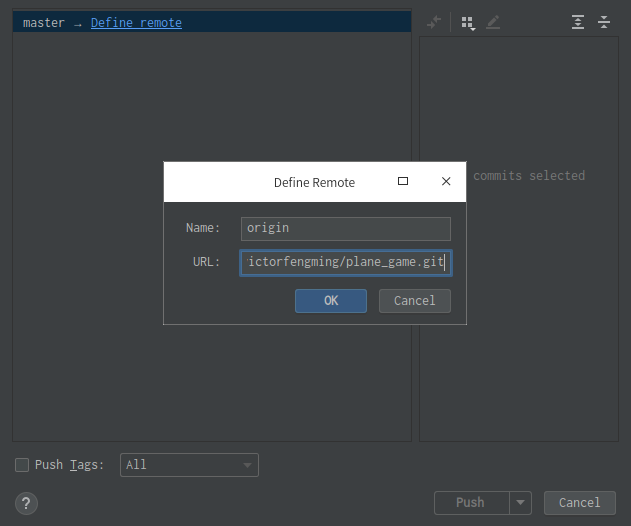 master → Define remote
commits selected
Define Remote
Name: origin
URL: ictorfengming/plane_game.git
OK Cancel
Push Tags: All
? Push Cancel